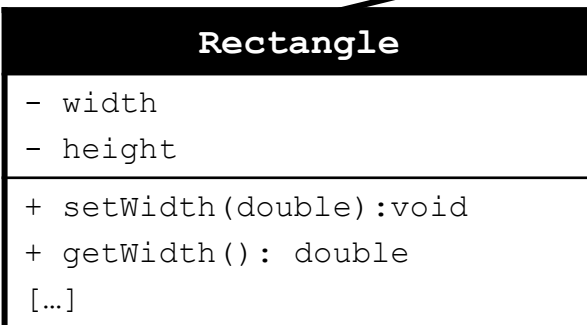 Rectangle
- width
- height
+ setWidth(double):void
+ getWidth(): double
[…]